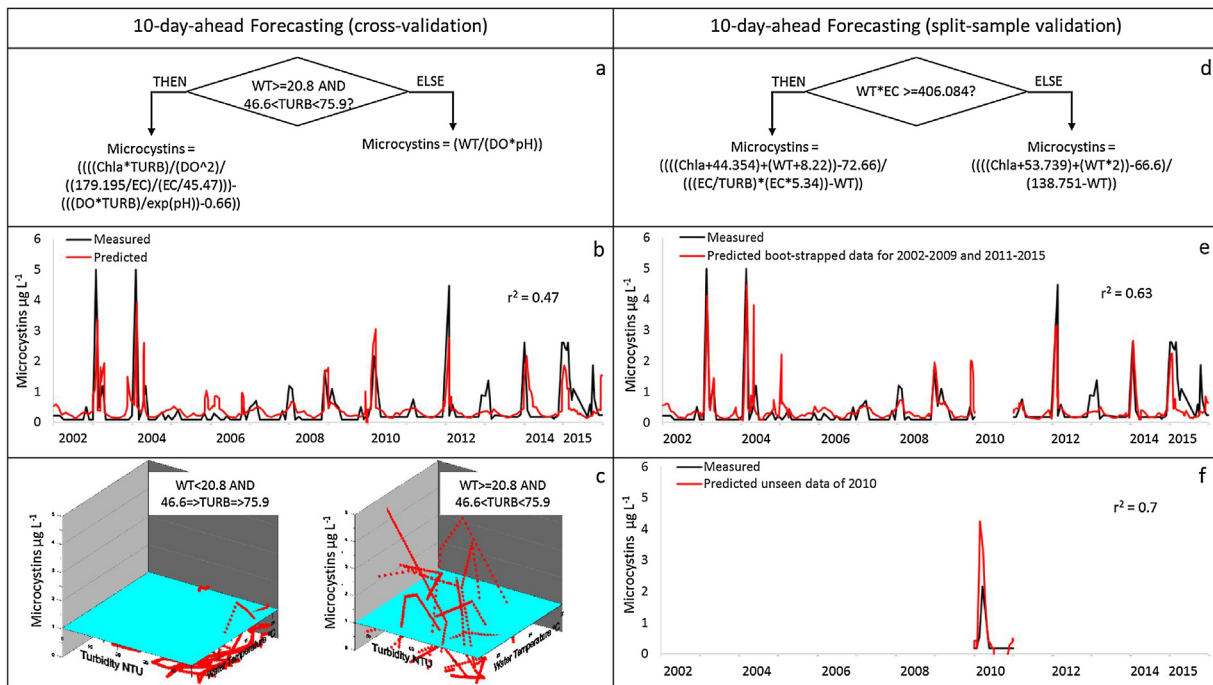 10-day-ahead Forecasting (cross-validation)
10-day-ahead Forecasting (split-sample validation)
a
THEN
WT>=20.8 AND
46.6<TURB<75.9?
ELSE
Microcystins =
((((Chla*TURB)/(DO^2)/
((179.195/EC)/(EC/45.47)))-
(((DO*TURB)/exp(pH))-0.66))
Microcystins = (WT/(DO*pH))
d
THEN
WT*EC >=406.084?
ELSE
Microcystins =
((((Chla+44.354)+(WT+8.22))-72.66)/
(((EC/TURB)*(EC*5.34))-WT))
Microcystins =
((((Chla+53.739)+(WT*2))-66.6)/
(138.751-WT))
b
Measured
Predicted
r² = 0.47
Microcystins µg L⁻¹
6
5
4
3
2
1
0
2002 2004 2006 2008 2010 2012 2014 2015
e
Measured
Predicted boot-strapped data for 2002-2009 and 2011-2015
r² = 0.63
Microcystins µg L⁻¹
6
5
4
3
2
1
0
2002 2004 2006 2008 2010 2012 2014 2015
c
WT<20.8 AND
46.6=>TURB=>75.9
Microcystins µg L⁻¹
Turbidity NTU
Water Temperature °C
WT>=20.8 AND
46.6<TURB<75.9
Microcystins µg L⁻¹
Turbidity NTU
Water Temperature °C
f
Measured
Predicted unseen data of 2010
r² = 0.7
Microcystins µg L⁻¹
6
5
4
3
2
1
0
2002 2004 2006 2008 2010 2012 2014 2015